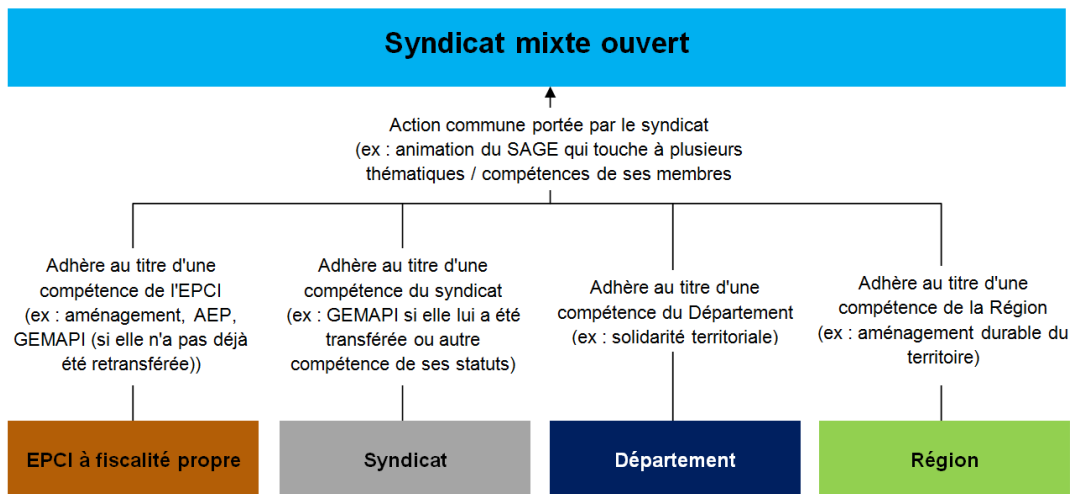 Syndicat mixte ouvert
Action commune portée par le syndicat
(ex : animation du SAGE qui touche à plusieurs
thématiques / compétences de ses membres
Adhère au titre d'une
compétence de l'EPCI
(ex : aménagement, AEP,
GEMAPI (si elle n'a pas déjà
été retransférée))
Adhère au titre d'une
compétence du syndicat
(ex : GEMAPI si elle lui a été
transférée ou autre
compétence de ses statuts)
Adhère au titre d'une
compétence du Département
(ex : solidarité territoriale)
Adhère au titre d'une
compétence de la Région
(ex : aménagement durable du
territoire)
EPCI à fiscalité propre
Syndicat
Département
Région